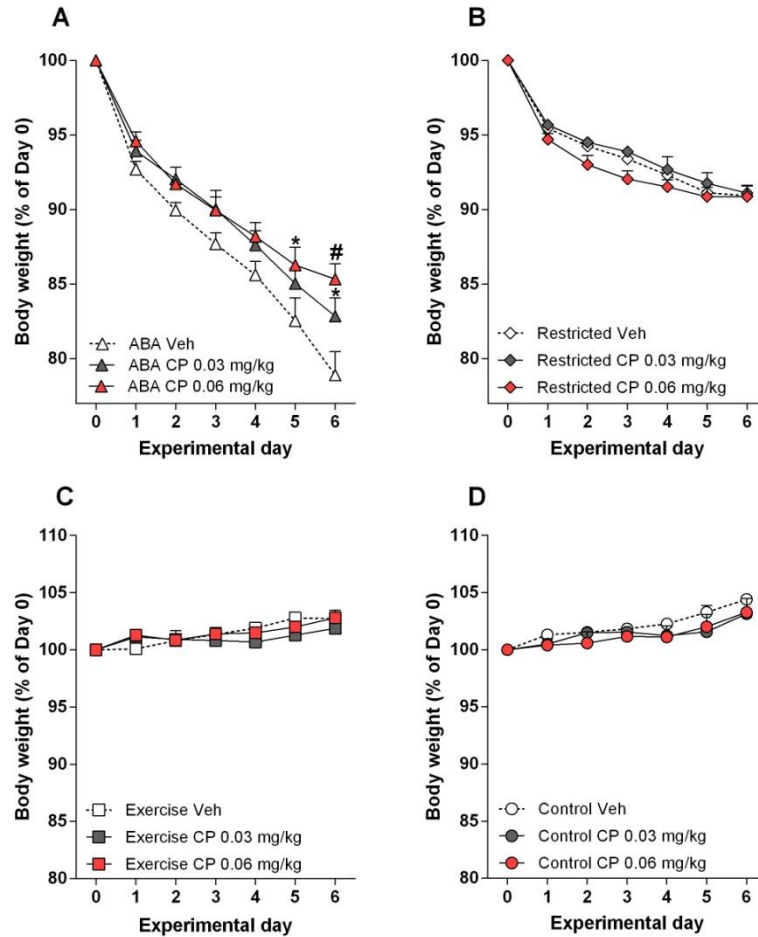 A
Body weight (% of Day 0)
100
95
90
85
80
*
#
*
ABA Veh
ABA CP 0.03 mg/kg
ABA CP 0.06 mg/kg
0 1 2 3 4 5 6
Experimental day
B
Body weight (% of Day 0)
100
95
90
85
80
Restricted Veh
Restricted CP 0.03 mg/kg
Restricted CP 0.06 mg/kg
0 1 2 3 4 5 6
Experimental day
C
Body weight (% of Day 0)
110
105
100
95
90
85
80
Exercise Veh
Exercise CP 0.03 mg/kg
Exercise CP 0.06 mg/kg
0 1 2 3 4 5 6
Experimental day
D
Body weight (% of Day 0)
110
105
100
95
90
85
80
Control Veh
Control CP 0.03 mg/kg
Control CP 0.06 mg/kg
0 1 2 3 4 5 6
Experimental day